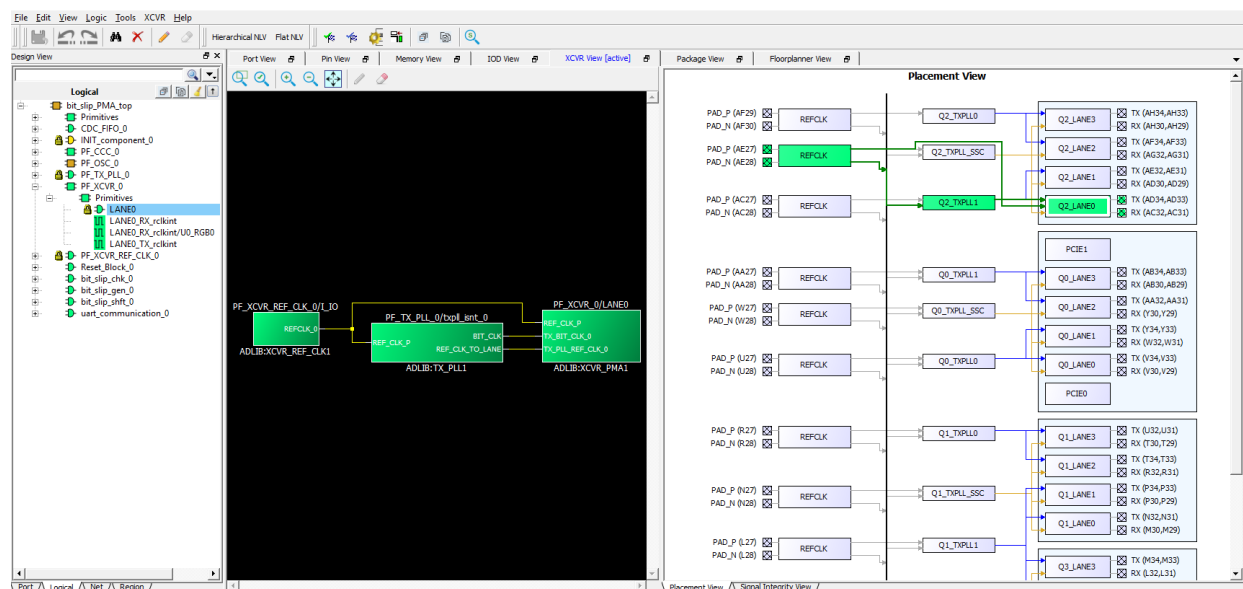 File Edit View Logic Tools XCVR Help
Hierarchical NLV Flat NLV
Design View
Port View
Pin View
Memory View
IOD View
XCVR View [active]
Package View
Floorplanner View
Logical
bit_slip_PMA_top
Primitives
CDC_FIFO_0
INIT_component_0
PF_CCC_0
PF_OSC_0
PF_TX_PLL_0
PF_XCVR_0
Primitives
LANE0
LANE0_RX_rclkint
LANE0_RX_rclkint/U0_RGB0
LANE0_TX_rclkint
PF_XCVR_REF_CLK_0
Reset_Block_0
bit_slip_chk_0
bit_slip_gen_0
bit_slip_shft_0
uart_communication_0
Port Logical Net Region
PF_XCVR_REF_CLK_0/I_IO
REFCLK_0
ADLIB:XCVR_REF_CLK1
PF_TX_PLL_0/txpll_isnt_0
REF_CLK_P
BIT_CLK
REF_CLK_TO_LANE
ADLIB:TX_PLL1
PF_XCVR_0/LANE0
REF_CLK_P
TX_BIT_CLK_0
TX_PLL_REF_CLK_0
ADLIB:XCVR_PMA1
Placement View
PAD_P (AF29)
PAD_N (AF30)
REFCLK
Q2_TXPLL0
Q2_LANE3
TX (AH34,AH33)
RX (AH30,AH29)
PAD_P (AE27)
PAD_N (AE28)
REFCLK
Q2_TXPLL_SSC
Q2_LANE2
TX (AF34,AF33)
RX (AG32,AG31)
Q2_LANE1
TX (AE32,AE31)
RX (AD30,AD29)
PAD_P (AC27)
PAD_N (AC28)
REFCLK
Q2_TXPLL1
Q2_LANE0
TX (AD34,AD33)
RX (AC32,AC31)
PCIE1
PAD_P (AA27)
PAD_N (AA28)
REFCLK
Q0_TXPLL1
Q0_LANE3
TX (AB34,AB33)
RX (AB30,AB29)
PAD_P (W27)
PAD_N (W28)
REFCLK
Q0_TXPLL_SSC
Q0_LANE2
TX (AA32,AA31)
RX (Y30,Y29)
Q0_LANE1
TX (Y34,Y33)
RX (W32,W31)
PAD_P (U27)
PAD_N (U28)
REFCLK
Q0_TXPLL0
Q0_LANE0
TX (V34,V33)
RX (V30,V29)
PCIE0
PAD_P (R27)
PAD_N (R28)
REFCLK
Q1_TXPLL0
Q1_LANE3
TX (U32,U31)
RX (T30,T29)
Q1_LANE2
TX (T34,T33)
RX (R32,R31)
PAD_P (N27)
PAD_N (N28)
REFCLK
Q1_TXPLL_SSC
Q1_LANE1
TX (P34,P33)
RX (P30,P29)
Q1_LANE0
TX (N32,N31)
RX (M30,M29)
PAD_P (L27)
PAD_N (L28)
REFCLK
Q1_TXPLL1
Q3_LANE3
TX (M34,M33)
RX (L32,L31)
Placement View Signal Integrity View